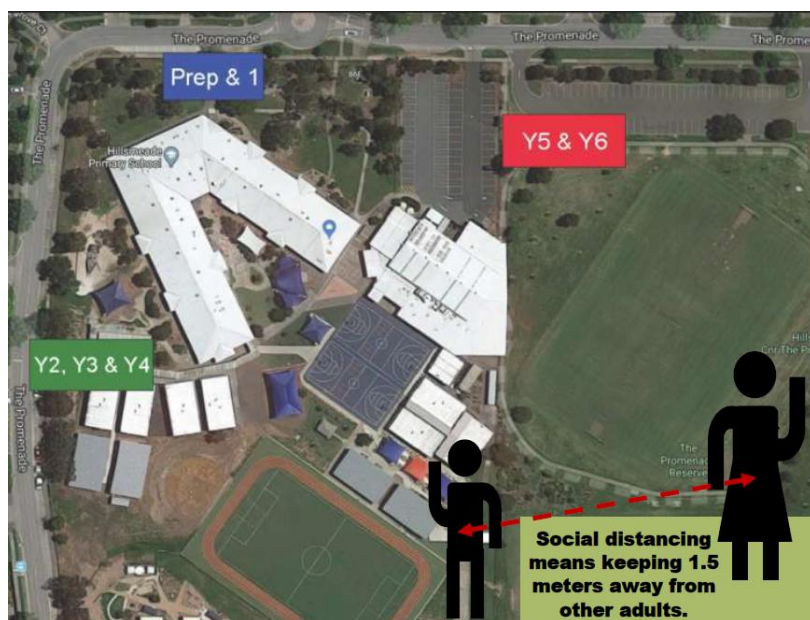 The Promenade
The Promenade
The Promenade
Prep & 1
Y5 & Y6
Hillsmeade
Primary School
Y2, Y3 & Y4
The Promenade
The
Promenade
Reserve
Social distancing
means keeping 1.5
meters away from
other adults.